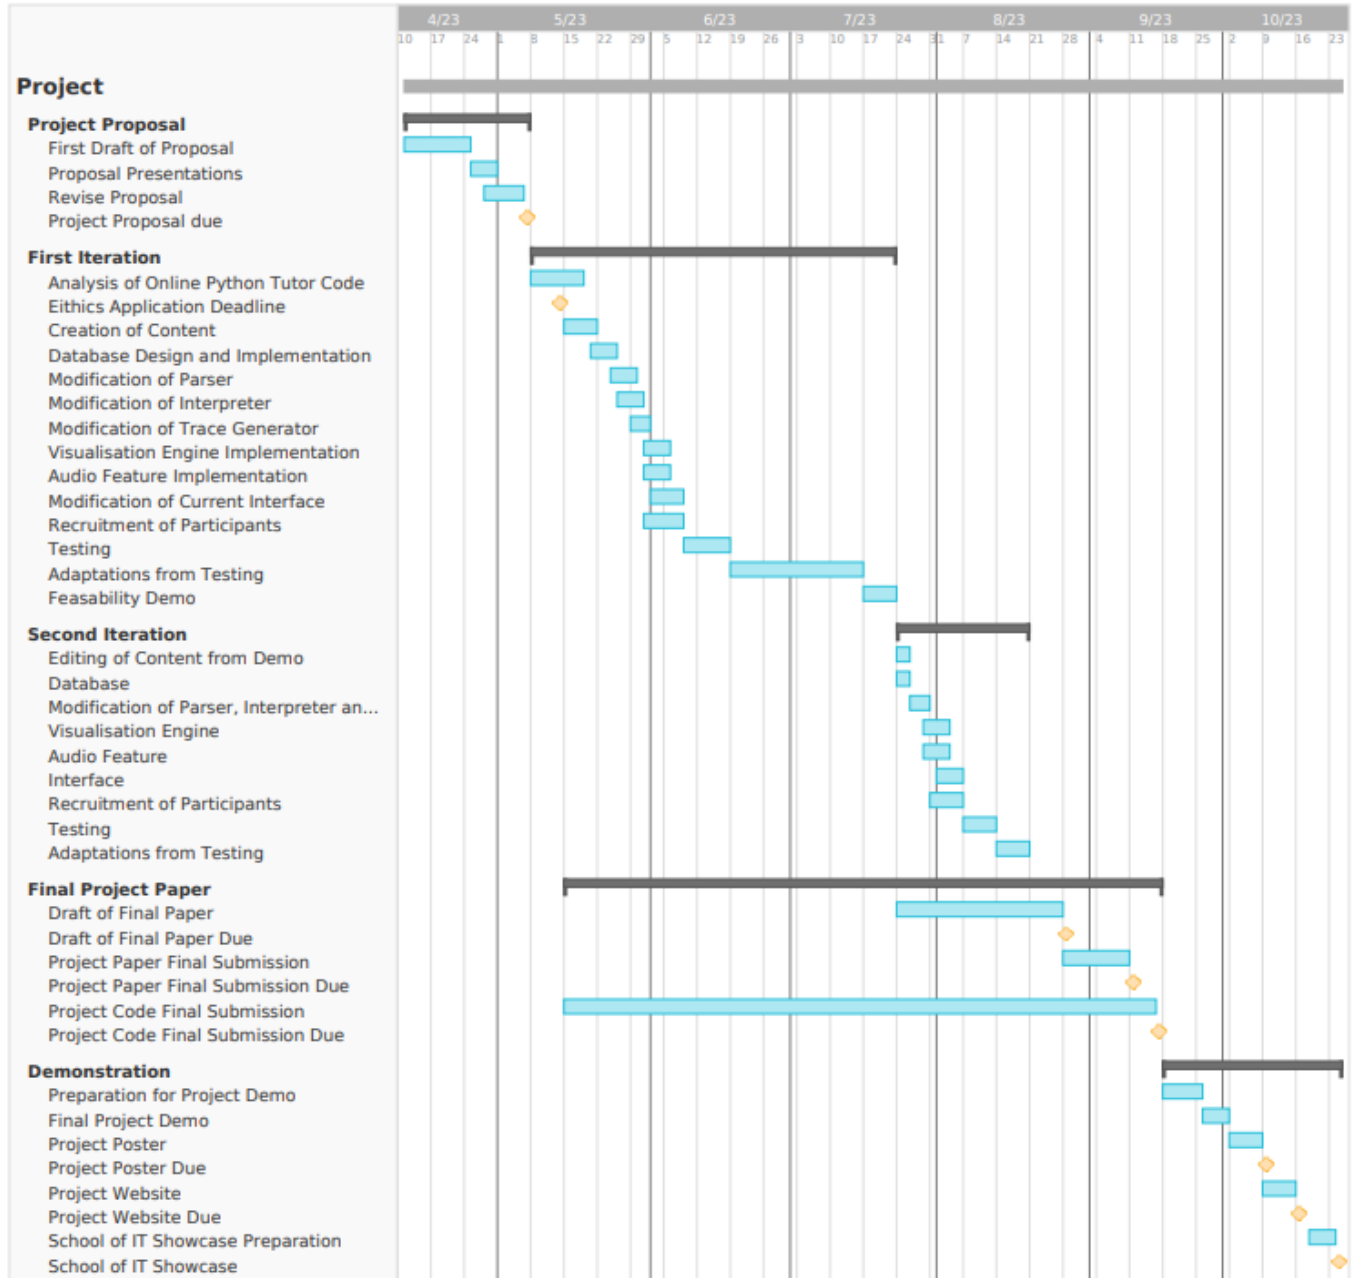 4/23 5/23 6/23 7/23 8/23 9/23 10/23
10 17 24 1 8 15 22 29 5 12 19 26 3 10 17 24 31 7 14 21 28 4 11 18 25 2 9 16 23
Project
Project Proposal
First Draft of Proposal
Proposal Presentations
Revise Proposal
Project Proposal due
First Iteration
Analysis of Online Python Tutor Code
Eithics Application Deadline
Creation of Content
Database Design and Implementation
Modification of Parser
Modification of Interpreter
Modification of Trace Generator
Visualisation Engine Implementation
Audio Feature Implementation
Modification of Current Interface
Recruitment of Participants
Testing
Adaptations from Testing
Feasability Demo
Second Iteration
Editing of Content from Demo
Database
Modification of Parser, Interpreter an...
Visualisation Engine
Audio Feature
Interface
Recruitment of Participants
Testing
Adaptations from Testing
Final Project Paper
Draft of Final Paper
Draft of Final Paper Due
Project Paper Final Submission
Project Paper Final Submission Due
Project Code Final Submission
Project Code Final Submission Due
Demonstration
Preparation for Project Demo
Final Project Demo
Project Poster
Project Poster Due
Project Website
Project Website Due
School of IT Showcase Preparation
School of IT Showcase